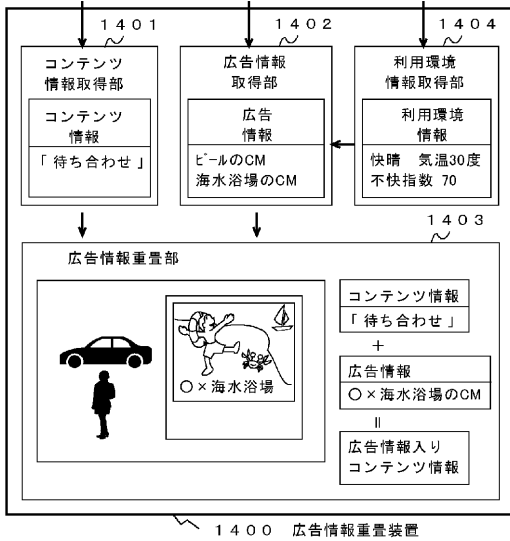 1401
1402
1404
コンテンツ
情報取得部
コンテンツ
情報
「待ち合わせ」
広告情報
取得部
広告
情報
ビールのCM
海水浴場のCM
利用環境
情報取得部
利用環境
情報
快晴 気温30度
不快指数 70
1403
広告情報重畳部
○×海水浴場
コンテンツ情報
「待ち合わせ」
+
広告情報
○×海水浴場のCM
=
広告情報入り
コンテンツ情報
1400 広告情報重畳装置